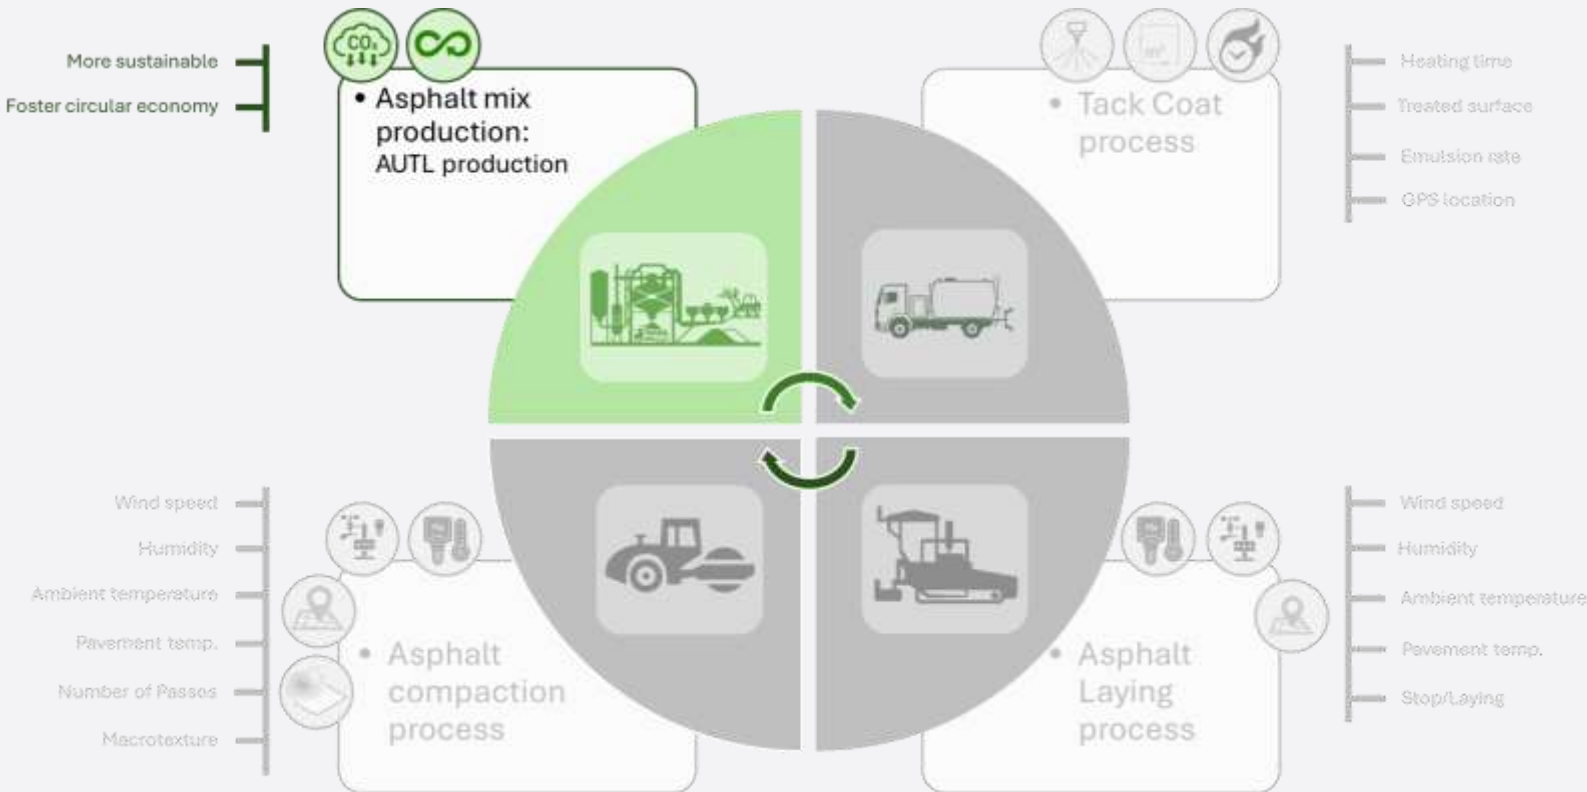 More sustainable
Foster circular economy
CO₂
• Asphalt mix
production:
AUTL production
• Tack Coat
process
Heating time
Treated surface
Emulsion rate
GPS location
Wind speed
Humidity
Ambient temperature
Pavement temp.
Number of Passes
Macrotexture
• Asphalt
compaction
process
• Asphalt
Laying
process
Wind speed
Humidity
Ambient temperature
Pavement temp.
Stop/Laying